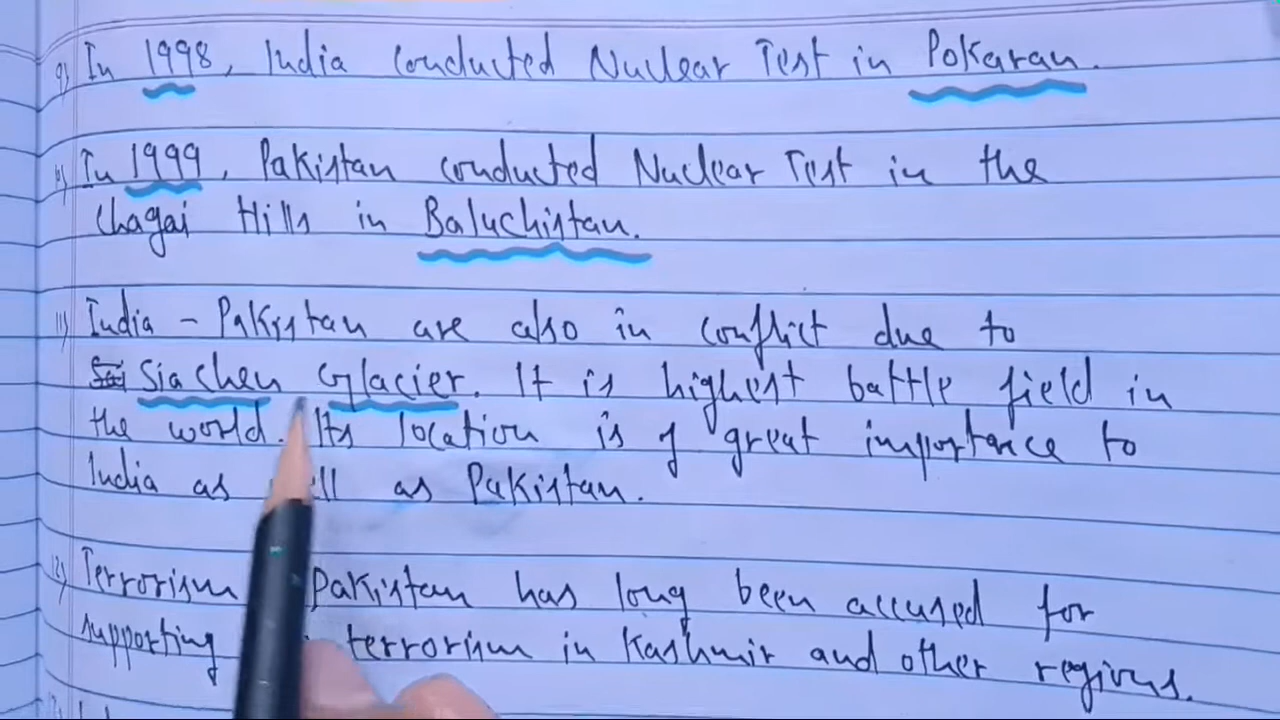 9) In 1998, India conducted Nuclear Test in Pokaran.
10) In 1999, Pakistan conducted Nuclear Test in the
Chagai Hills in Baluchistan.
11) India - Pakistan are also in conflict due to
Siachen Glacier. It is highest battle field in
the world. Its location is of great importance to
India as as Pakistan.
12) Terrorism Pakistan has long been accused for
supporting terrorism in Kashmir and other regions.